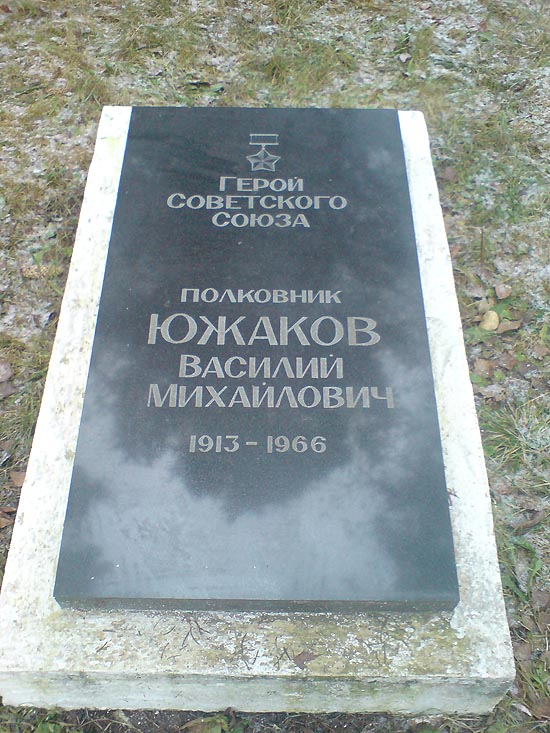 ГЕРОЙ
СОВЕТСКОГО
СОЮЗА
ПОЛКОВНИК
ЮЖАКОВ
ВАСИЛИЙ
МИХАЙЛОВИЧ
1913-1966